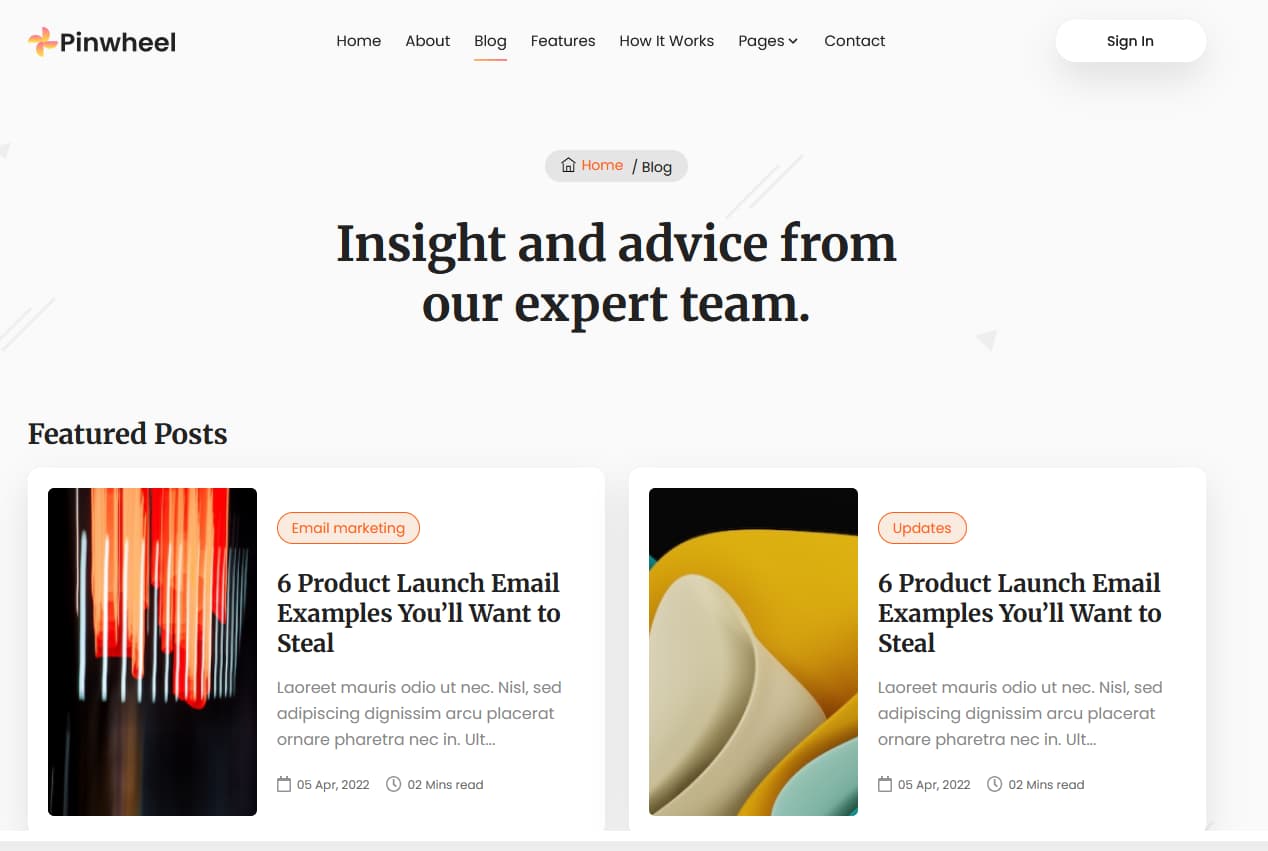 Pinwheel
Home About Blog Features How It Works Pages Contact
Sign In
Home / Blog
Insight and advice from
our expert team.
Featured Posts
Email marketing
6 Product Launch Email
Examples You’ll Want to
Steal
Laoreet mauris odio ut nec. Nisl, sed
adipiscing dignissim arcu placerat
ornare pharetra nec in. Ult...
05 Apr, 2022 02 Mins read
Updates
6 Product Launch Email
Examples You’ll Want to
Steal
Laoreet mauris odio ut nec. Nisl, sed
adipiscing dignissim arcu placerat
ornare pharetra nec in. Ult...
05 Apr, 2022 02 Mins read